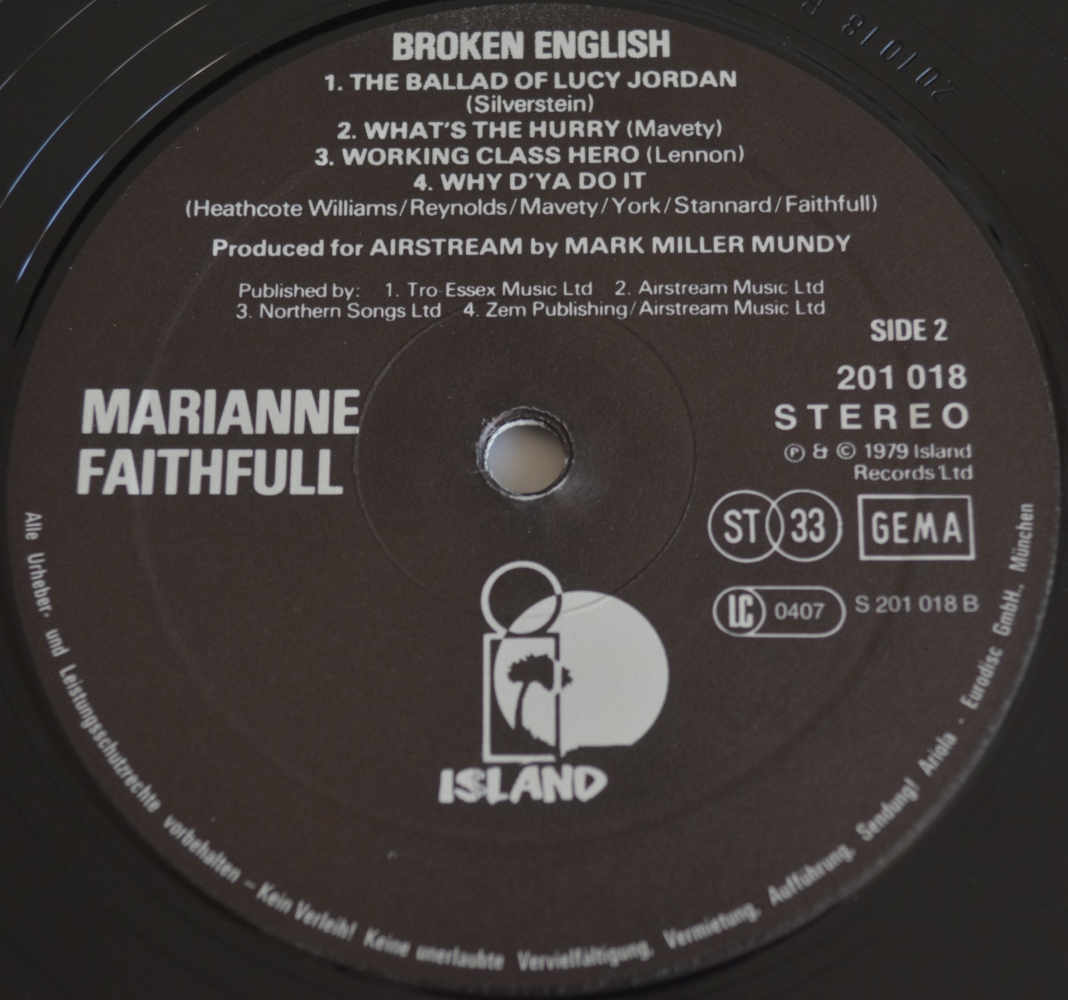 BROKEN ENGLISH
1. THE BALLAD OF LUCY JORDAN
(Silverstein)
2. WHAT'S THE HURRY (Mavety)
3. WORKING CLASS HERO (Lennon)
4. WHY D'YA DO IT
(Heathcote Williams/Reynolds/Mavety/York/Stannard/Faithfull)
Produced for AIRSTREAM by MARK MILLER MUNDY
Published by: 1. Tro-Essex Music Ltd 2. Airstream Music Ltd
3. Northern Songs Ltd 4. Zem Publishing/Airstream Music Ltd
SIDE 2
201 018
STEREO
℗ & © 1979 Island
Records Ltd
MARIANNE
FAITHFULL
ST 33
GEMA
LC 0407
S 201 018 B
ISLAND
Alle Urheber- und Leistungsschutzrechte vorbehalten – Kein Verleih! Keine unerlaubte Vervielfältigung, Vermietung, Aufführung, Sendung! Ariola - Eurodisc GmbH., München